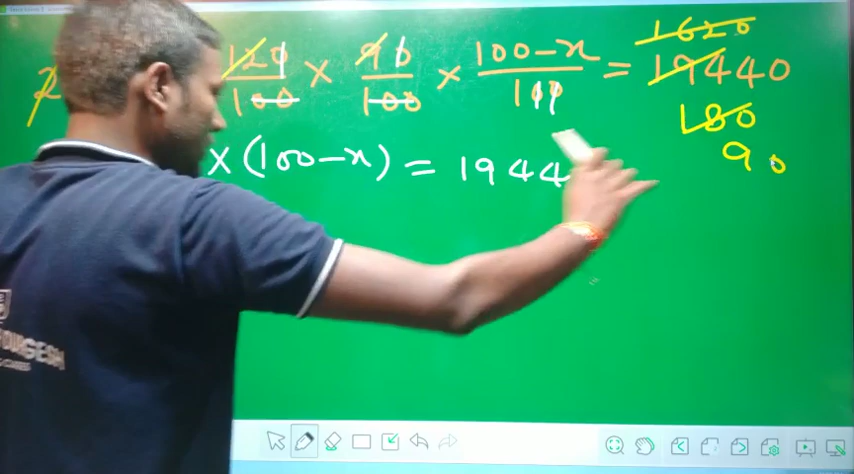 1620
120/100 × 90/100 × 100-x/100 = 19440
180
× (100-x) = 1944
90